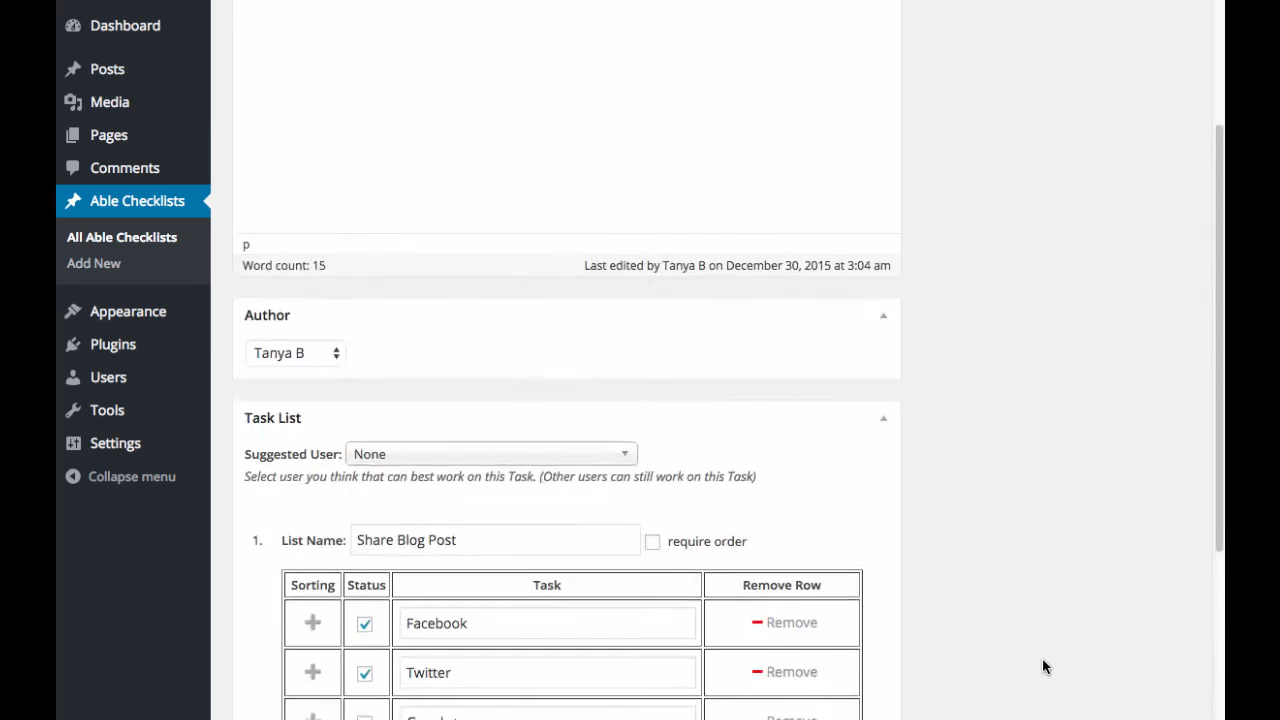 Dashboard
Posts
Media
Pages
Comments
Able Checklists
All Able Checklists
Add New
Appearance
Plugins
Users
Tools
Settings
Collapse menu
p
Word count: 15
Last edited by Tanya B on December 30, 2015 at 3:04 am
Author
Tanya B
Task List
Suggested User: None
Select user you think that can best work on this Task. (Other users can still work on this Task)
1. List Name: Share Blog Post require order
Sorting Status Task Remove Row
Facebook Remove
Twitter Remove